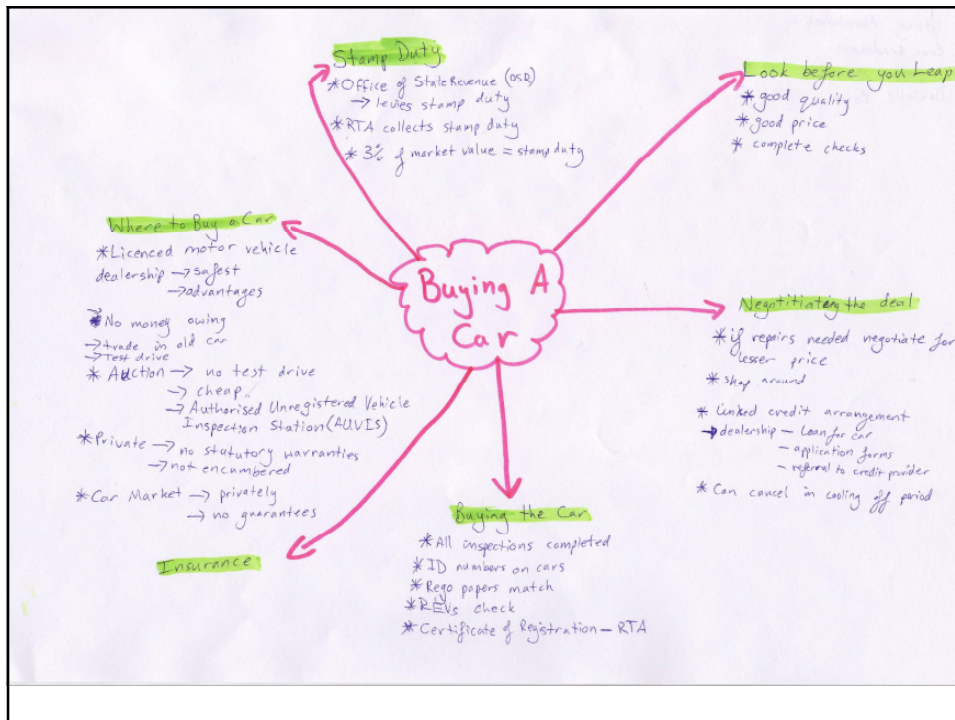 Stamp Duty
*Office of State Revenue (OSR)
→ levies stamp duty
*RTA collects stamp duty
*3% of market value = stamp duty
Look before you Leap
*good quality
*good price
*complete checks
Where to Buy a Car
*Licenced motor vehicle
dealership → safest
→ advantages
*No money owing
→ trade in old car
→ Test drive
*Auction → no test drive
→ cheap..
→ Authorised Unregistered Vehicle
Inspection Station (AUVIS)
*Private → no statutory warranties
→ not encumbered
*Car Market → privately
→ no guarantees
Buying A
Car
Negotitiating the deal
*if repairs needed negotiate for
lesser price
*shop around
*Linked credit arrangement
→ dealership – Loan for car
– application forms
– referral to credit provider
*Can cancel in cooling off period
Insurance
Buying the Car
*All inspections completed
*ID numbers on cars
*Rego papers match
*REVs check
*Certificate of Registration – RTA